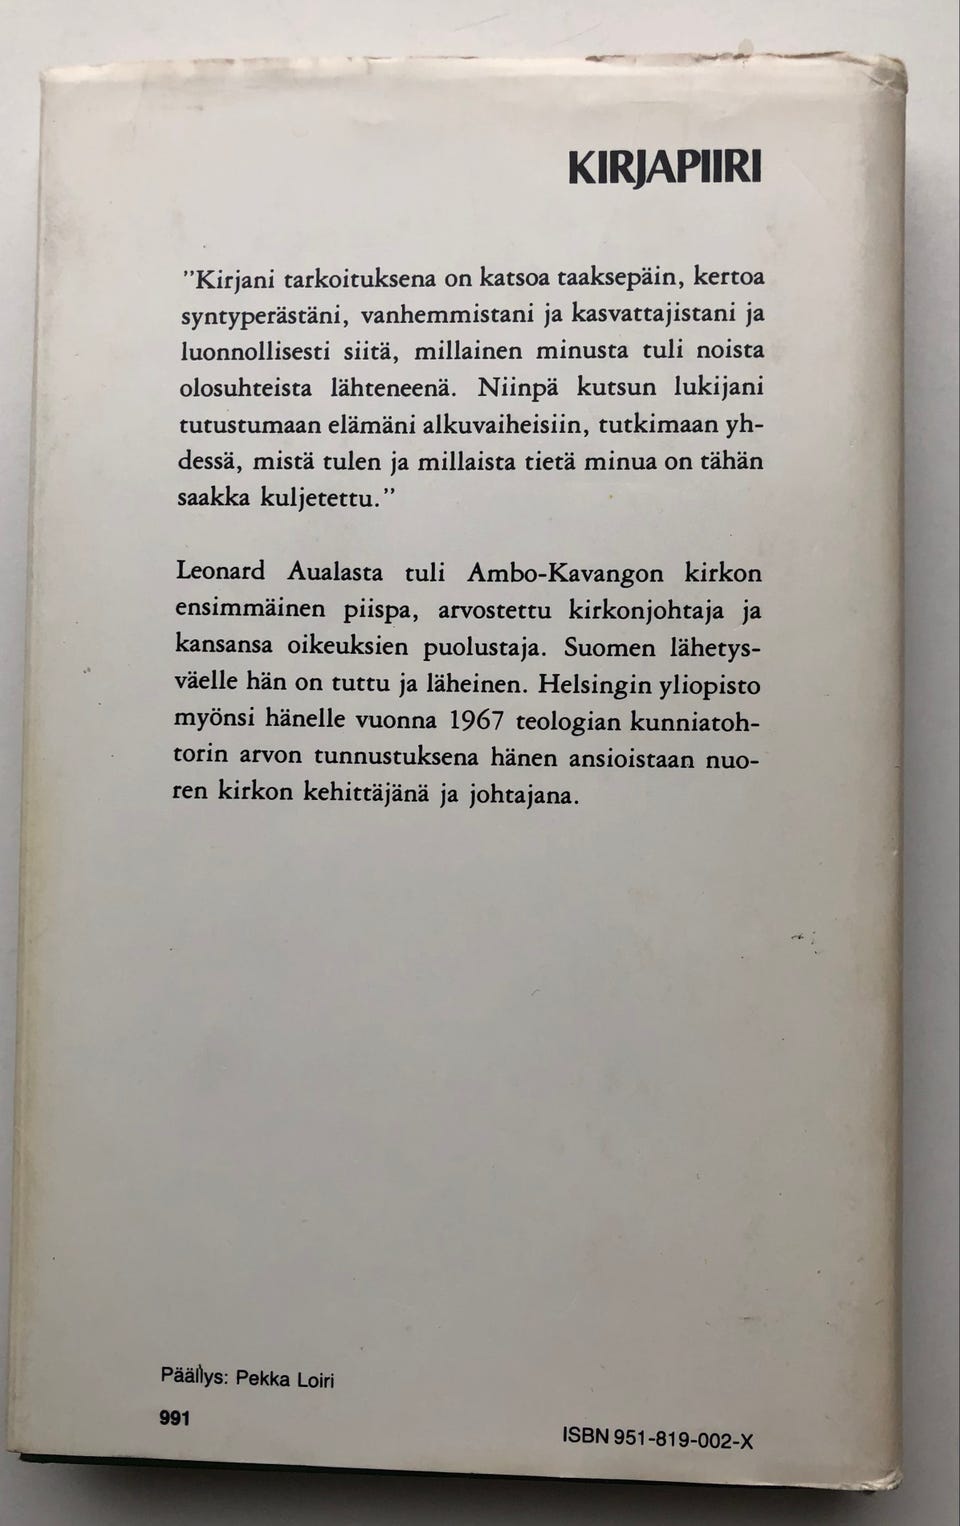 KIRJAPIIRI
”Kirjani tarkoituksena on katsoa taaksepäin, kertoa
syntyperästäni, vanhemmistani ja kasvattajistani ja
luonnollisesti siitä, millainen minusta tuli noista
olosuhteista lähteneenä. Niinpä kutsun lukijani
tutustumaan elämäni alkuvaiheisiin, tutkimaan yh-
dessä, mistä tulen ja millaista tietä minua on tähän
saakka kuljetettu.”
Leonard Aualasta tuli Ambo-Kavangon kirkon
ensimmäinen piispa, arvostettu kirkonjohtaja ja
kansansa oikeuksien puolustaja. Suomen lähetys-
väelle hän on tuttu ja läheinen. Helsingin yliopisto
myönsi hänelle vuonna 1967 teologian kunniatoh-
torin arvon tunnustuksena hänen ansioistaan nuo-
ren kirkon kehittäjänä ja johtajana.
Päällys: Pekka Loiri
991
ISBN 951-819-002-X